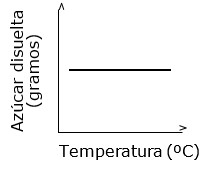 Azúcar disuelta
(gramos)
Temperatura (ºC)